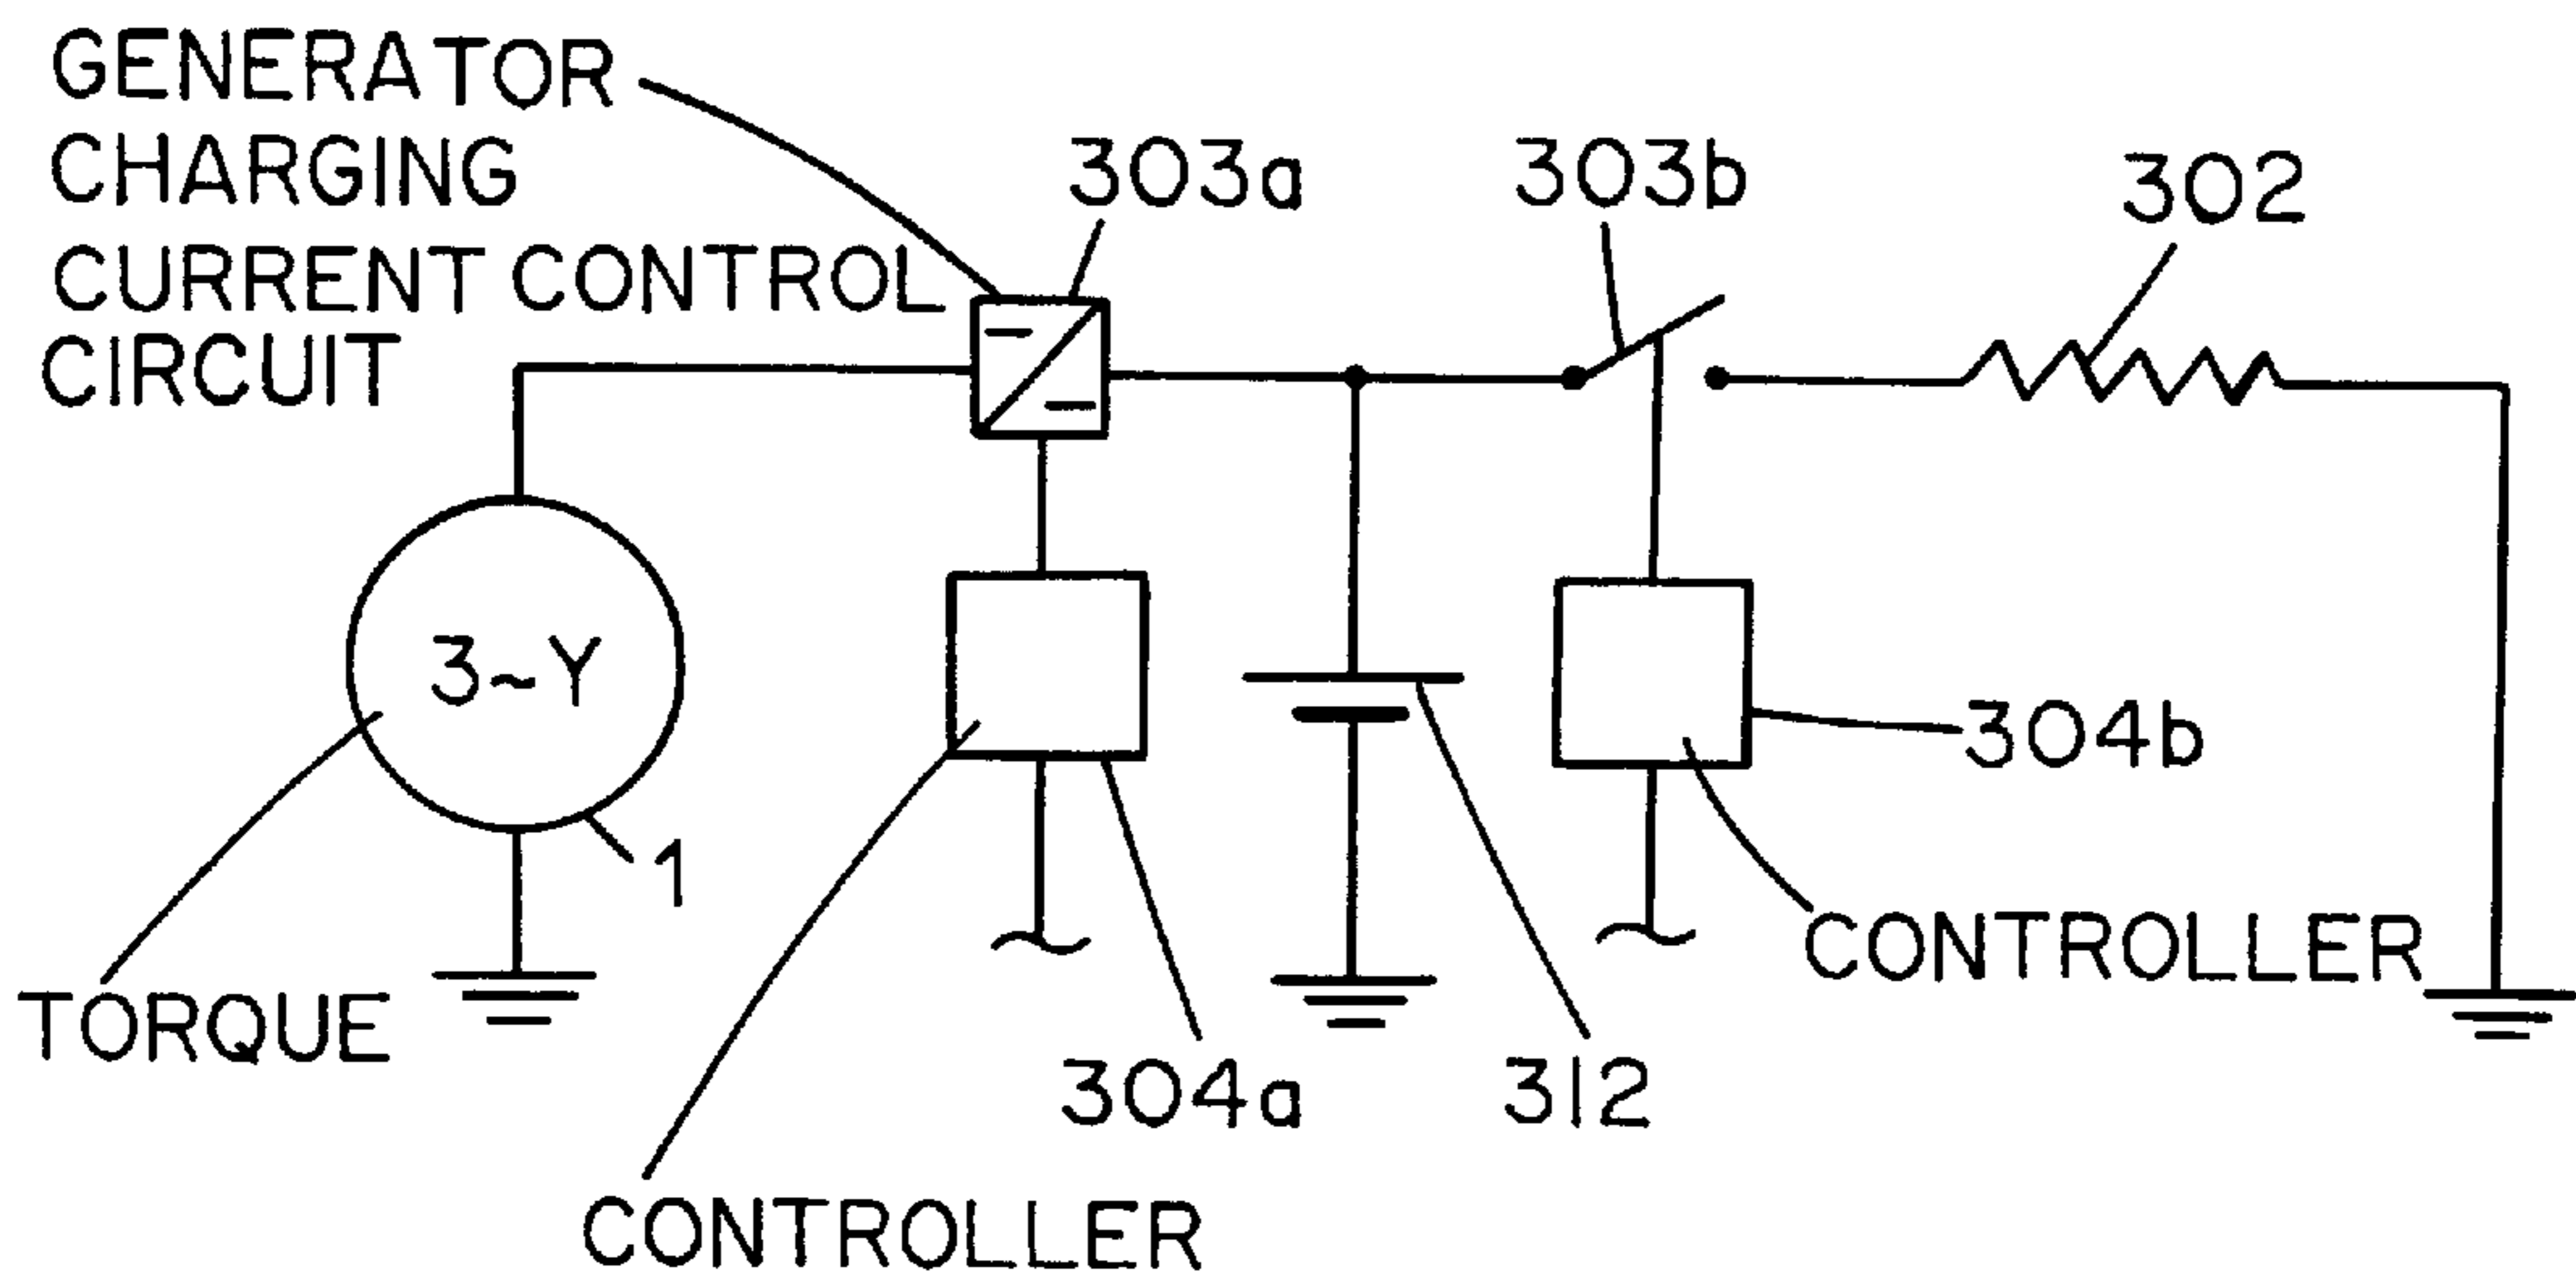 GENERATOR
CHARGING
CURRENT CONTROL
CIRCUIT
303a
303b
302
3~Y
304b
1
TORQUE
CONTROLLER
304a
312
CONTROLLER